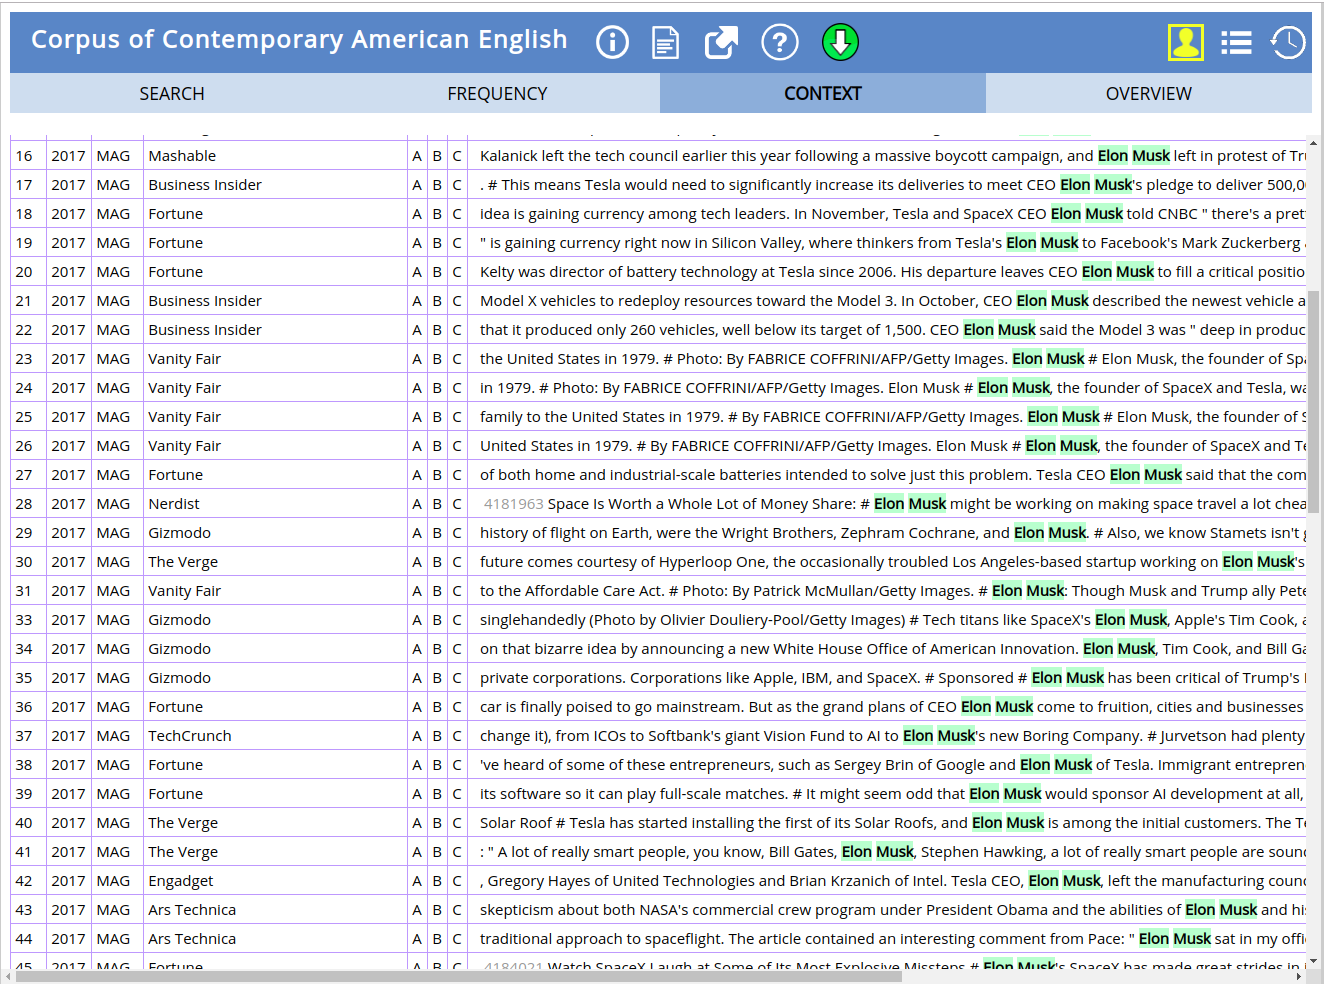 Corpus of Contemporary American English
SEARCH FREQUENCY CONTEXT OVERVIEW
16 2017 MAG Mashable A B C Kalanick left the tech council earlier this year following a massive boycott campaign, and Elon Musk left in protest of
17 2017 MAG Business Insider A B C . # This means Tesla would need to significantly increase its deliveries to meet CEO Elon Musk's pledge to deliver 500,0
18 2017 MAG Fortune A B C idea is gaining currency among tech leaders. In November, Tesla and SpaceX CEO Elon Musk told CNBC " there's a pret
19 2017 MAG Fortune A B C " is gaining currency right now in Silicon Valley, where thinkers from Tesla's Elon Musk to Facebook's Mark Zuckerberg
20 2017 MAG Fortune A B C Kelty was director of battery technology at Tesla since 2006. His departure leaves CEO Elon Musk to fill a critical positio
21 2017 MAG Business Insider A B C Model X vehicles to redeploy resources toward the Model 3. In October, CEO Elon Musk described the newest vehicle a
22 2017 MAG Business Insider A B C that it produced only 260 vehicles, well below its target of 1,500. CEO Elon Musk said the Model 3 was " deep in produc
23 2017 MAG Vanity Fair A B C the United States in 1979. # Photo: By FABRICE COFFRINI/AFP/Getty Images. Elon Musk # Elon Musk, the founder of Sp
24 2017 MAG Vanity Fair A B C in 1979. # Photo: By FABRICE COFFRINI/AFP/Getty Images. Elon Musk # Elon Musk, the founder of SpaceX and Tesla, wa
25 2017 MAG Vanity Fair A B C family to the United States in 1979. # By FABRICE COFFRINI/AFP/Getty Images. Elon Musk # Elon Musk, the founder of S
26 2017 MAG Vanity Fair A B C United States in 1979. # By FABRICE COFFRINI/AFP/Getty Images. Elon Musk # Elon Musk, the founder of SpaceX and Te
27 2017 MAG Fortune A B C of both home and industrial-scale batteries intended to solve just this problem. Tesla CEO Elon Musk said that the com
28 2017 MAG Nerdist A B C 4181963 Space Is Worth a Whole Lot of Money Share: # Elon Musk might be working on making space travel a lot chea
29 2017 MAG Gizmodo A B C history of flight on Earth, were the Wright Brothers, Zephram Cochrane, and Elon Musk. # Also, we know Stamets isn't
30 2017 MAG The Verge A B C future comes courtesy of Hyperloop One, the occasionally troubled Los Angeles-based startup working on Elon Musk's
31 2017 MAG Vanity Fair A B C to the Affordable Care Act. # Photo: By Patrick McMullan/Getty Images. # Elon Musk: Though Musk and Trump ally Pete
33 2017 MAG Gizmodo A B C singlehandedly (Photo by Olivier Douliery-Pool/Getty Images) # Tech titans like SpaceX's Elon Musk, Apple's Tim Cook, a
34 2017 MAG Gizmodo A B C on that bizarre idea by announcing a new White House Office of American Innovation. Elon Musk, Tim Cook, and Bill Ga
35 2017 MAG Gizmodo A B C private corporations. Corporations like Apple, IBM, and SpaceX. # Sponsored # Elon Musk has been critical of Trump's
36 2017 MAG Fortune A B C car is finally poised to go mainstream. But as the grand plans of CEO Elon Musk come to fruition, cities and businesses
37 2017 MAG TechCrunch A B C change it), from ICOs to Softbank's giant Vision Fund to AI to Elon Musk's new Boring Company. # Jurvetson had plenty
38 2017 MAG Fortune A B C 've heard of some of these entrepreneurs, such as Sergey Brin of Google and Elon Musk of Tesla. Immigrant entrepren
39 2017 MAG Fortune A B C its software so it can play full-scale matches. # It might seem odd that Elon Musk would sponsor AI development at all,
40 2017 MAG The Verge A B C Solar Roof # Tesla has started installing the first of its Solar Roofs, and Elon Musk is among the initial customers. The Te
41 2017 MAG The Verge A B C : " A lot of really smart people, you know, Bill Gates, Elon Musk, Stephen Hawking, a lot of really smart people are soun
42 2017 MAG Engadget A B C , Gregory Hayes of United Technologies and Brian Krzanich of Intel. Tesla CEO, Elon Musk, left the manufacturing counc
43 2017 MAG Ars Technica A B C skepticism about both NASA's commercial crew program under President Obama and the abilities of Elon Musk and his
44 2017 MAG Ars Technica A B C traditional approach to spaceflight. The article contained an interesting comment from Pace: " Elon Musk sat in my offi
45 2017 MAG Fortune A B C 4184021 Watch SpaceX Laugh at Some of Its Most Explosive Missteps # Elon Musk's SpaceX has made great strides in